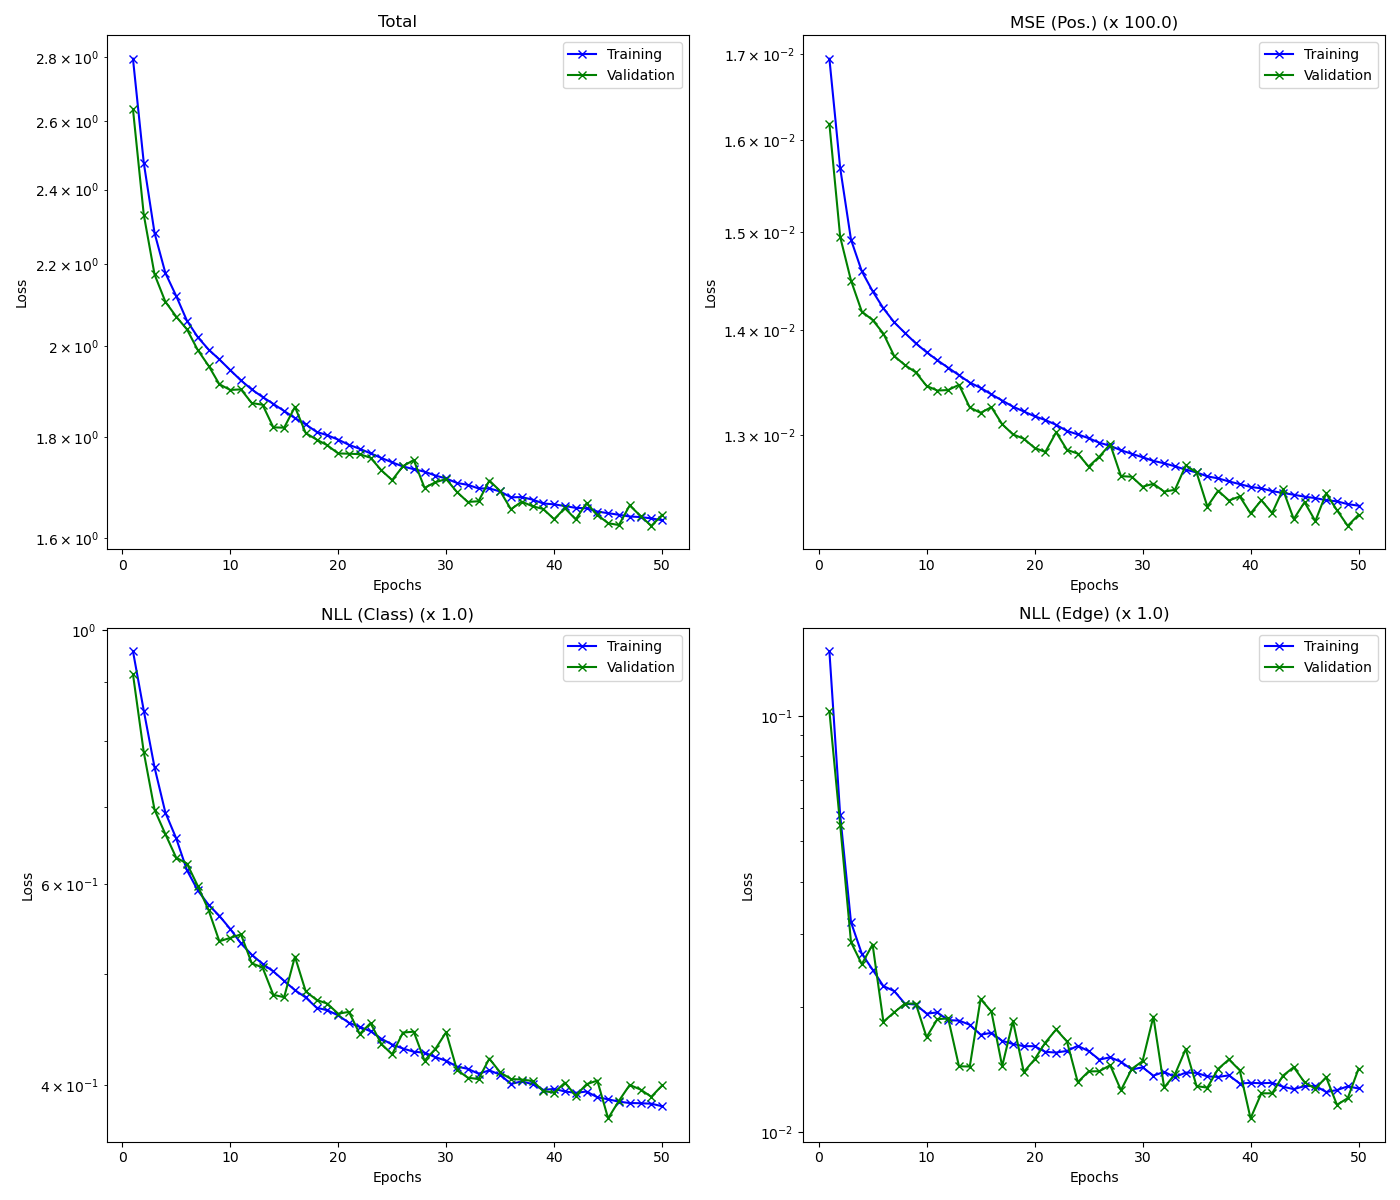 Total
2.8 × 10⁰
2.6 × 10⁰
2.4 × 10⁰
2.2 × 10⁰
2 × 10⁰
1.8 × 10⁰
1.6 × 10⁰
Loss
Training
Validation
0 10 20 30 40 50
Epochs
MSE (Pos.) (x 100.0)
1.7 × 10⁻²
1.6 × 10⁻²
1.5 × 10⁻²
1.4 × 10⁻²
1.3 × 10⁻²
Loss
Training
Validation
0 10 20 30 40 50
Epochs
NLL (Class) (x 1.0)
10⁰
6 × 10⁻¹
4 × 10⁻¹
Loss
Training
Validation
0 10 20 30 40 50
Epochs
NLL (Edge) (x 1.0)
10⁻¹
10⁻²
Loss
Training
Validation
0 10 20 30 40 50
Epochs